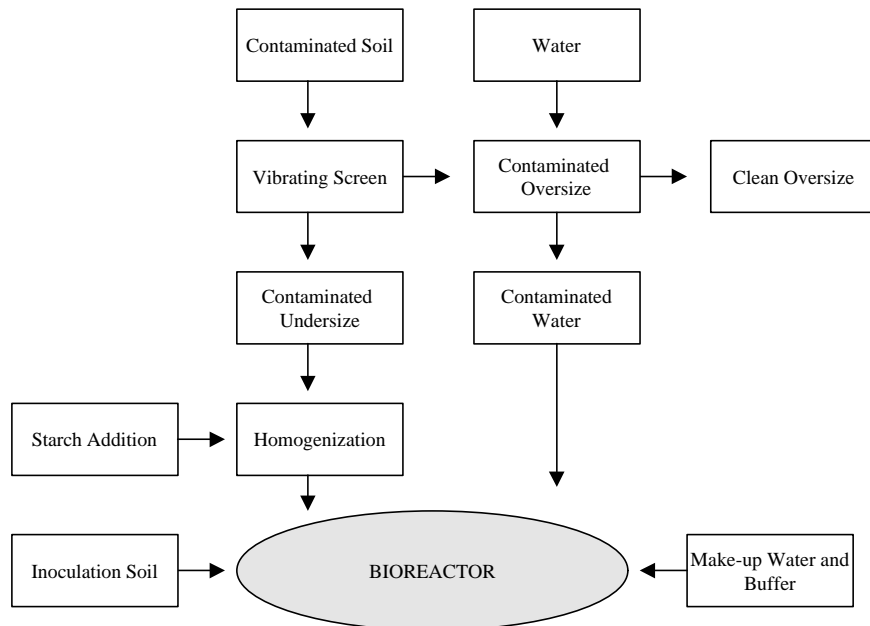 Contaminated Soil
Water
Vibrating Screen
Contaminated
Oversize
Clean Oversize
Contaminated
Undersize
Contaminated
Water
Starch Addition
Homogenization
Inoculation Soil
BIOREACTOR
Make-up Water and
Buffer